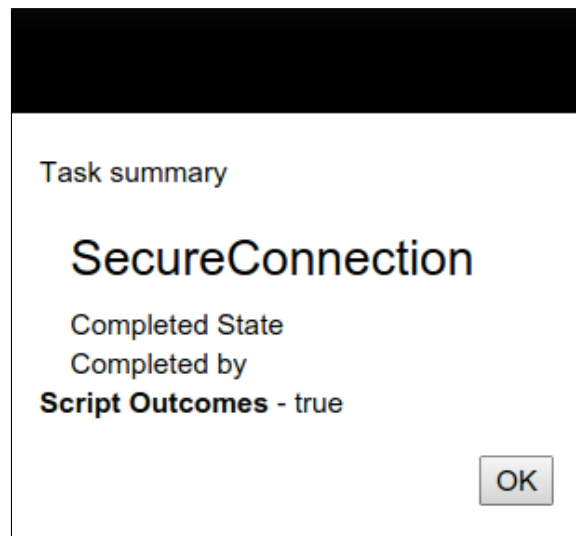 Task summary
SecureConnection
Completed State
Completed by
Script Outcomes - true
OK